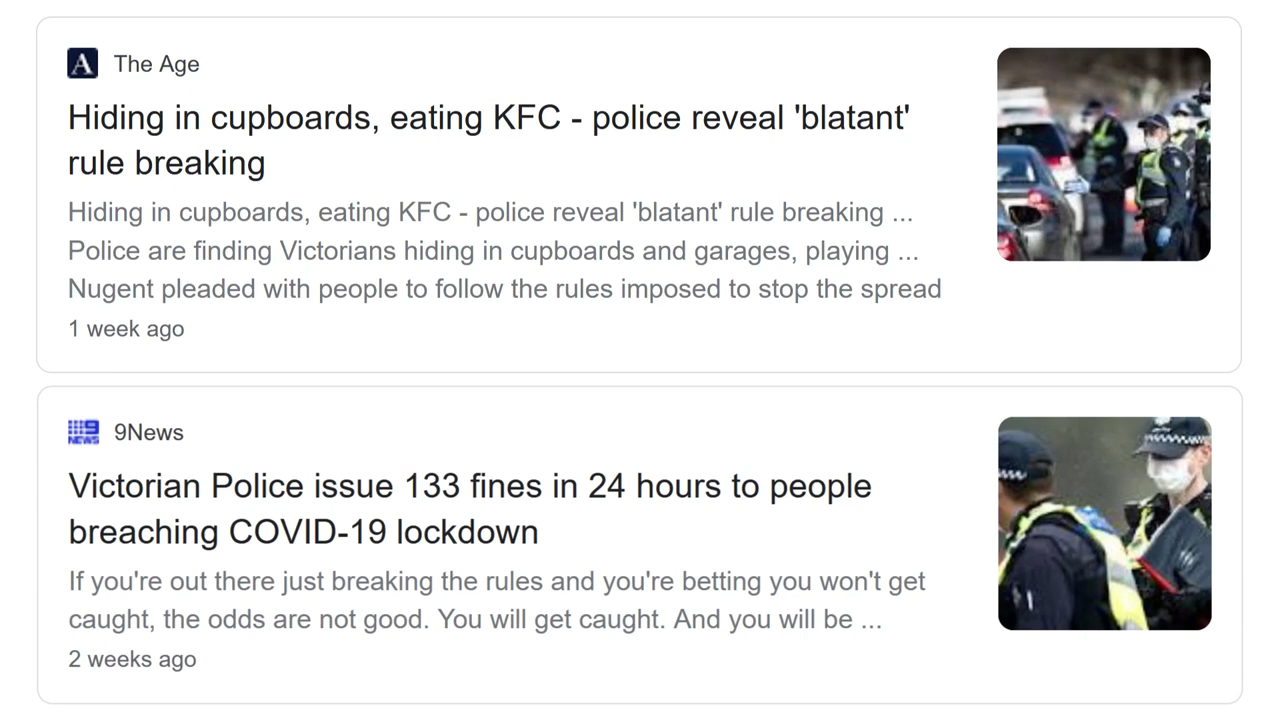 The Age
Hiding in cupboards, eating KFC - police reveal 'blatant'
rule breaking
Hiding in cupboards, eating KFC - police reveal 'blatant' rule breaking ...
Police are finding Victorians hiding in cupboards and garages, playing ...
Nugent pleaded with people to follow the rules imposed to stop the spread
1 week ago
9News
Victorian Police issue 133 fines in 24 hours to people
breaching COVID-19 lockdown
If you're out there just breaking the rules and you're betting you won't get
caught, the odds are not good. You will get caught. And you will be ...
2 weeks ago